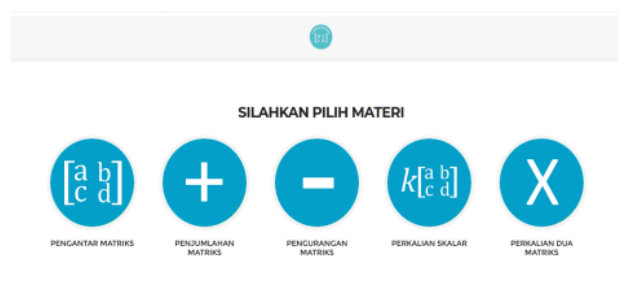 SILAHKAN PILIH MATERI
[a b
c d]
+
-
k[a b
c d]
X
PENGANTAR MATRIKS
PENJUMLAHAN
MATRIKS
PENGURANGAN
MATRIKS
PERKALIAN SKALAR
PERKALIAN DUA
MATRIKS